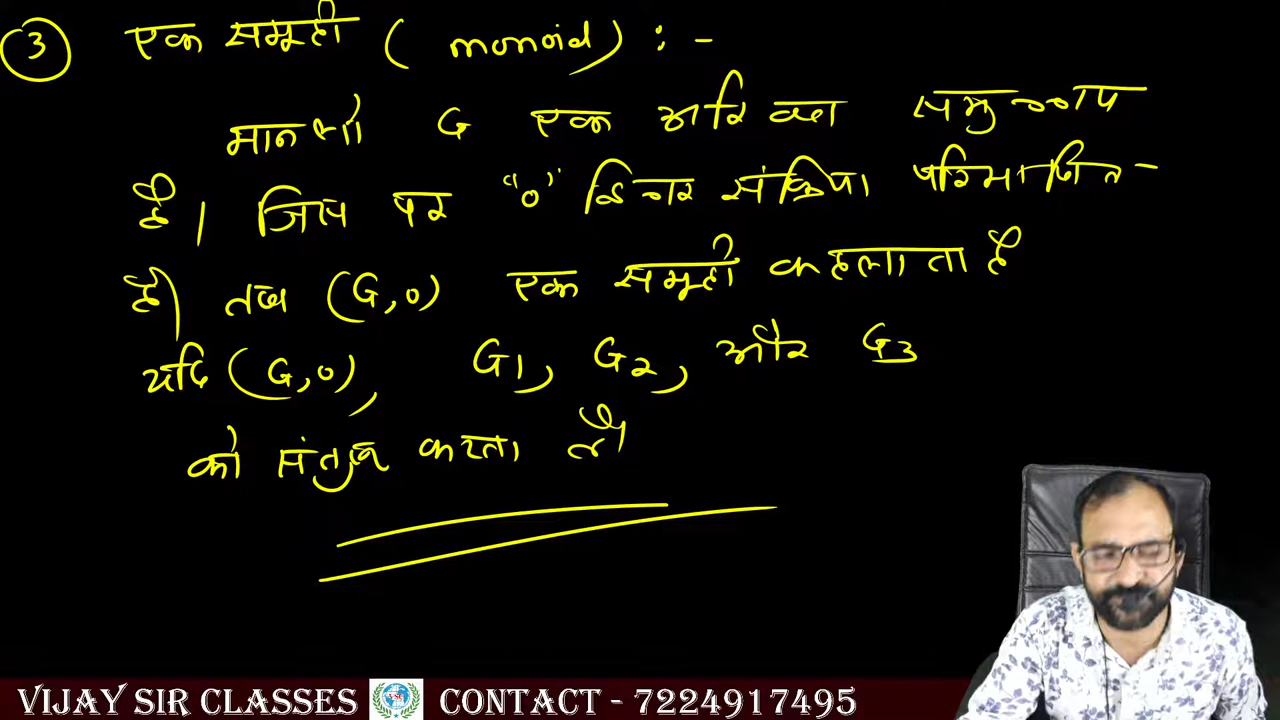 3 एक समूही (monoid) :-
मानलो G एक अरिक्त समुच्चय
है। जिस पर "o" द्विचर संक्रिया परिभाषित
है। तब (G,o) एक समूही कहलाता है
यदि (G,o), G1, G2, और G3
को संतुष्ट करता है
VIJAY SIR CLASSES CONTACT - 7224917495